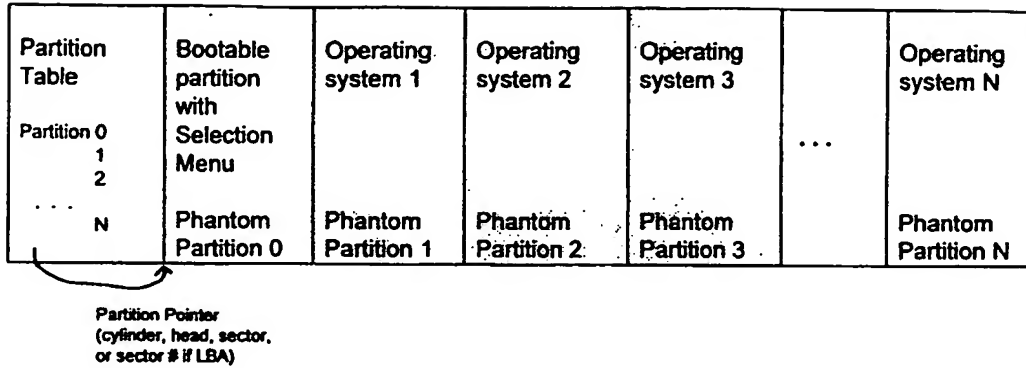 Partition
Table
Partition 0
1
2
. . .
N
Bootable
partition
with
Selection
Menu
Phantom
Partition 0
Operating
system 1
Phantom
Partition 1
Operating
system 2
Phantom
Partition 2
Operating
system 3
Phantom
Partition 3
...
Operating
system N
Phantom
Partition N
Partition Pointer
(cylinder, head, sector,
or sector # if LBA)